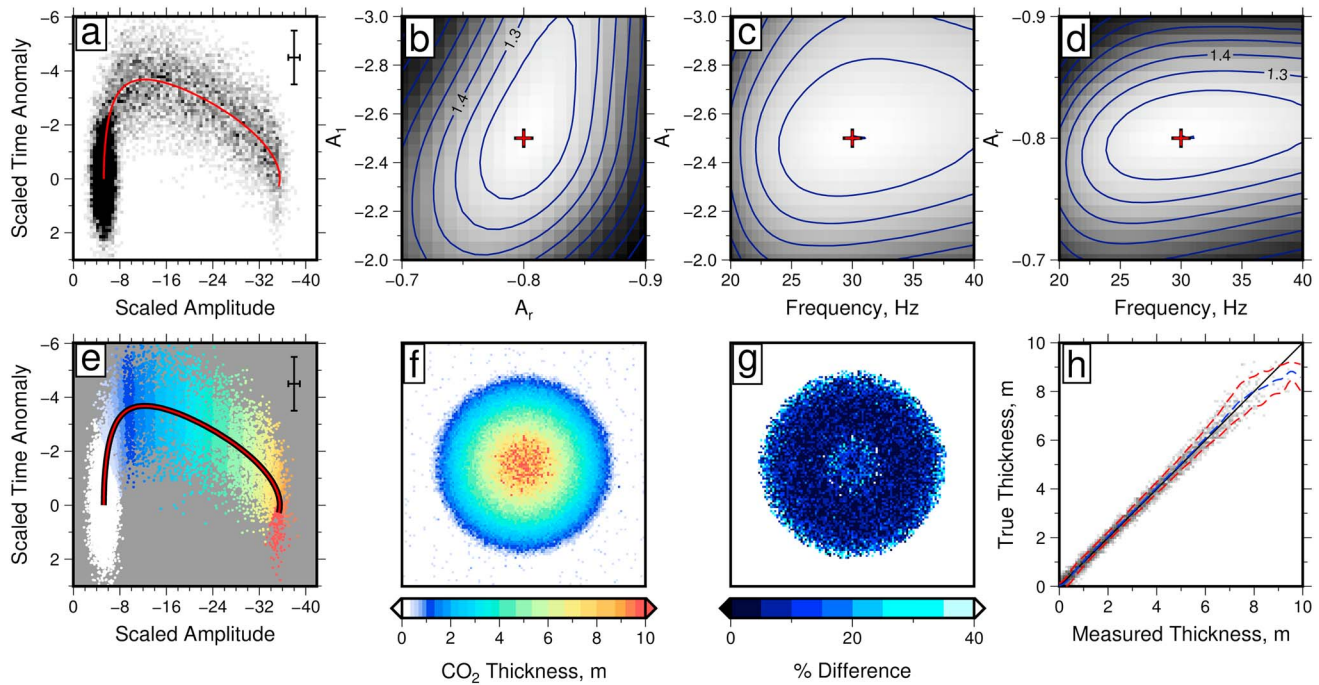 a
−6
−4
−2
0
2
Scaled Time Anomaly
0 −8 −16 −24 −32 −40
Scaled Amplitude
b
1.3
1.4
−3.0
−2.8
−2.6
−2.4
−2.2
−2.0
A1
−0.7 −0.8 −0.9
Ar
c
−3.0
−2.8
−2.6
−2.4
−2.2
−2.0
A1
20 25 30 35 40
Frequency, Hz
d
1.4
1.3
−0.9
−0.8
−0.7
Ar
20 25 30 35 40
Frequency, Hz
e
−6
−4
−2
0
2
Scaled Time Anomaly
0 −8 −16 −24 −32 −40
Scaled Amplitude
f
0 2 4 6 8 10
CO2 Thickness, m
g
0 20 40
% Difference
h
10
8
6
4
2
0
True Thickness, m
0 2 4 6 8 10
Measured Thickness, m